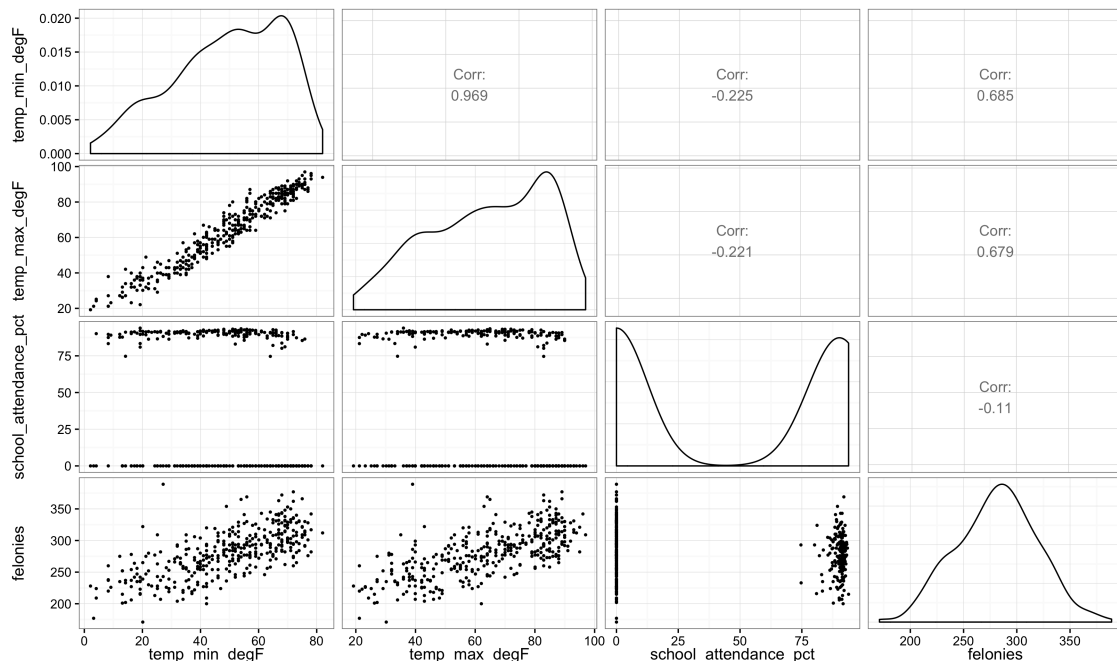 temp_min_degF
0.020
0.015
0.010
0.005
0.000
Corr:
0.969
Corr:
-0.225
Corr:
0.685
temp_max_degF
100
80
60
40
20
Corr:
-0.221
Corr:
0.679
school_attendance_pct
75
50
25
0
Corr:
-0.11
felonies
350
300
250
200
0 20 40 60 80
20 40 60 80 100
0 25 50 75
200 250 300 350
temp_min_degF
temp_max_degF
school_attendance_pct
felonies